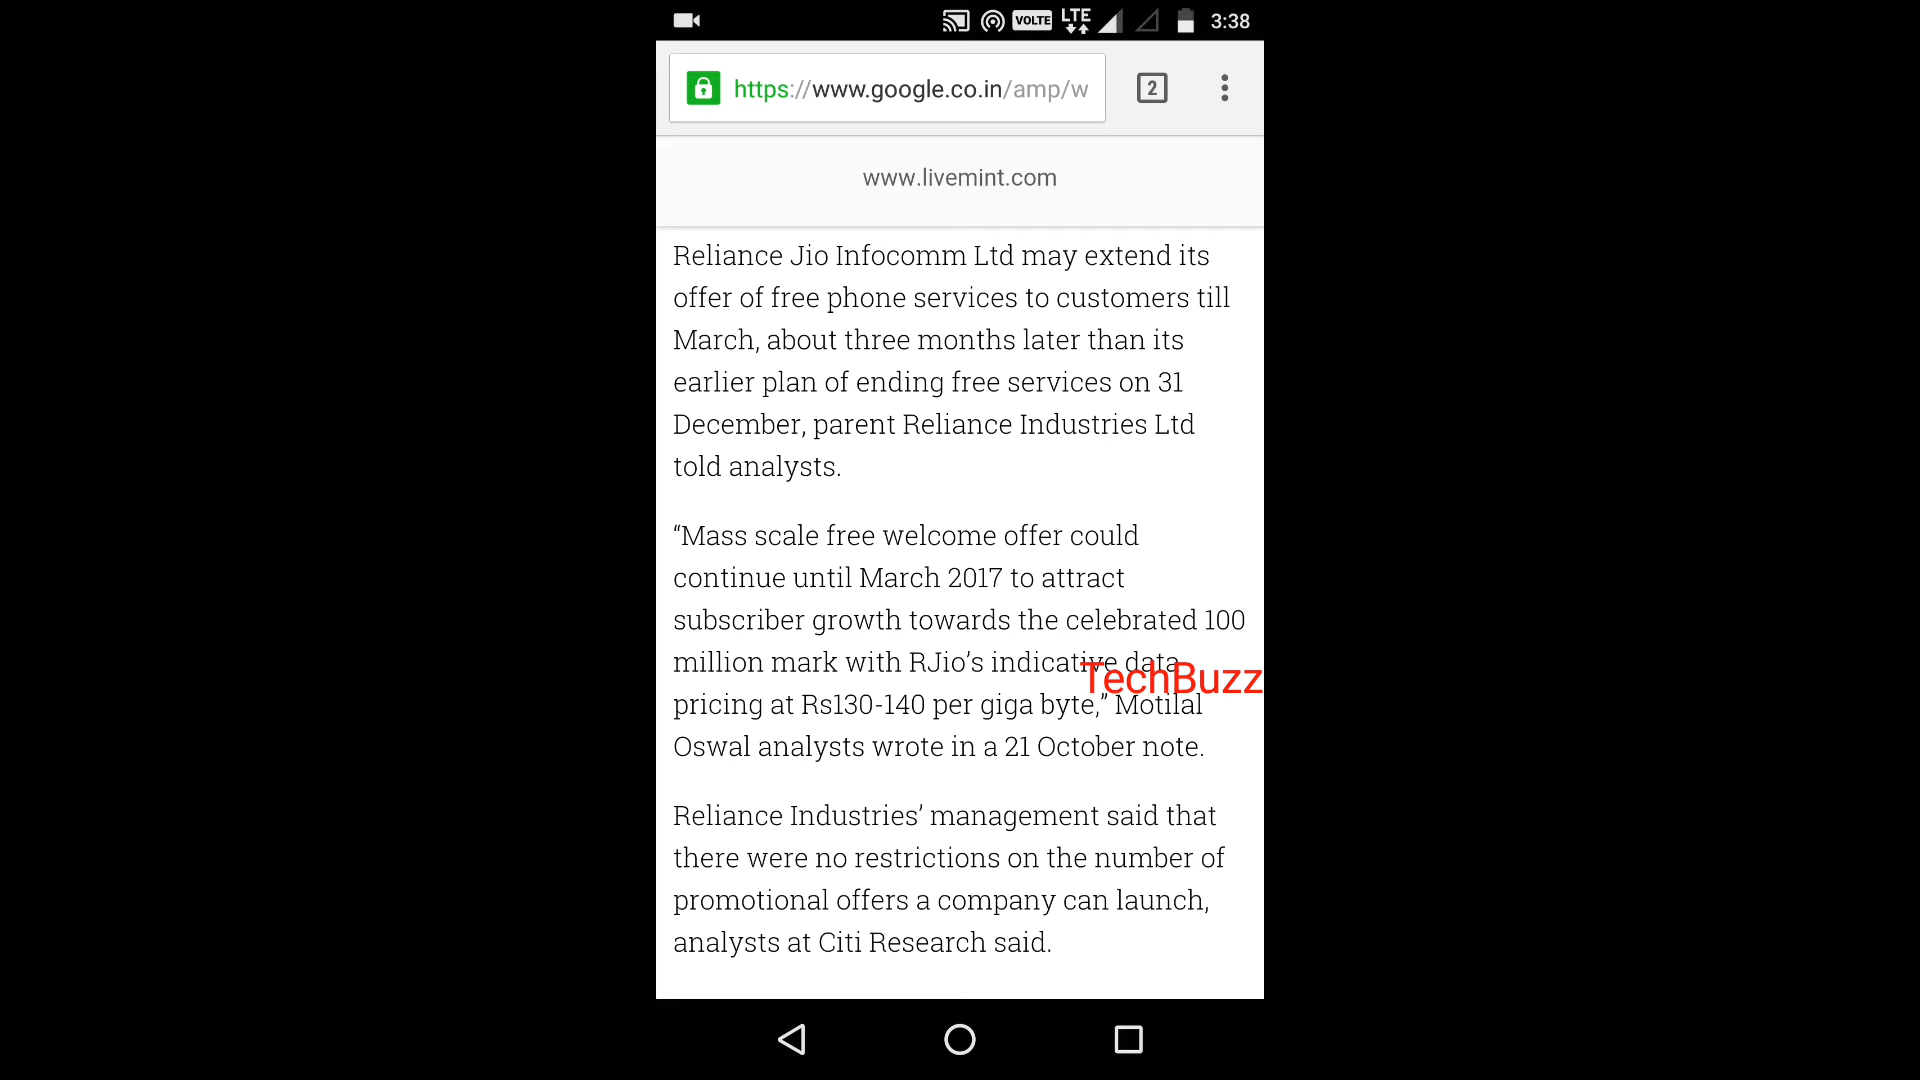 VOLTE LTE 3:38
https://www.google.co.in/amp/w 2
www.livemint.com
Reliance Jio Infocomm Ltd may extend its
offer of free phone services to customers till
March, about three months later than its
earlier plan of ending free services on 31
December, parent Reliance Industries Ltd
told analysts.
“Mass scale free welcome offer could
continue until March 2017 to attract
subscriber growth towards the celebrated 100
million mark with RJio’s indicative data
TechBuzz
pricing at Rs130-140 per giga byte,” Motilal
Oswal analysts wrote in a 21 October note.
Reliance Industries’ management said that
there were no restrictions on the number of
promotional offers a company can launch,
analysts at Citi Research said.